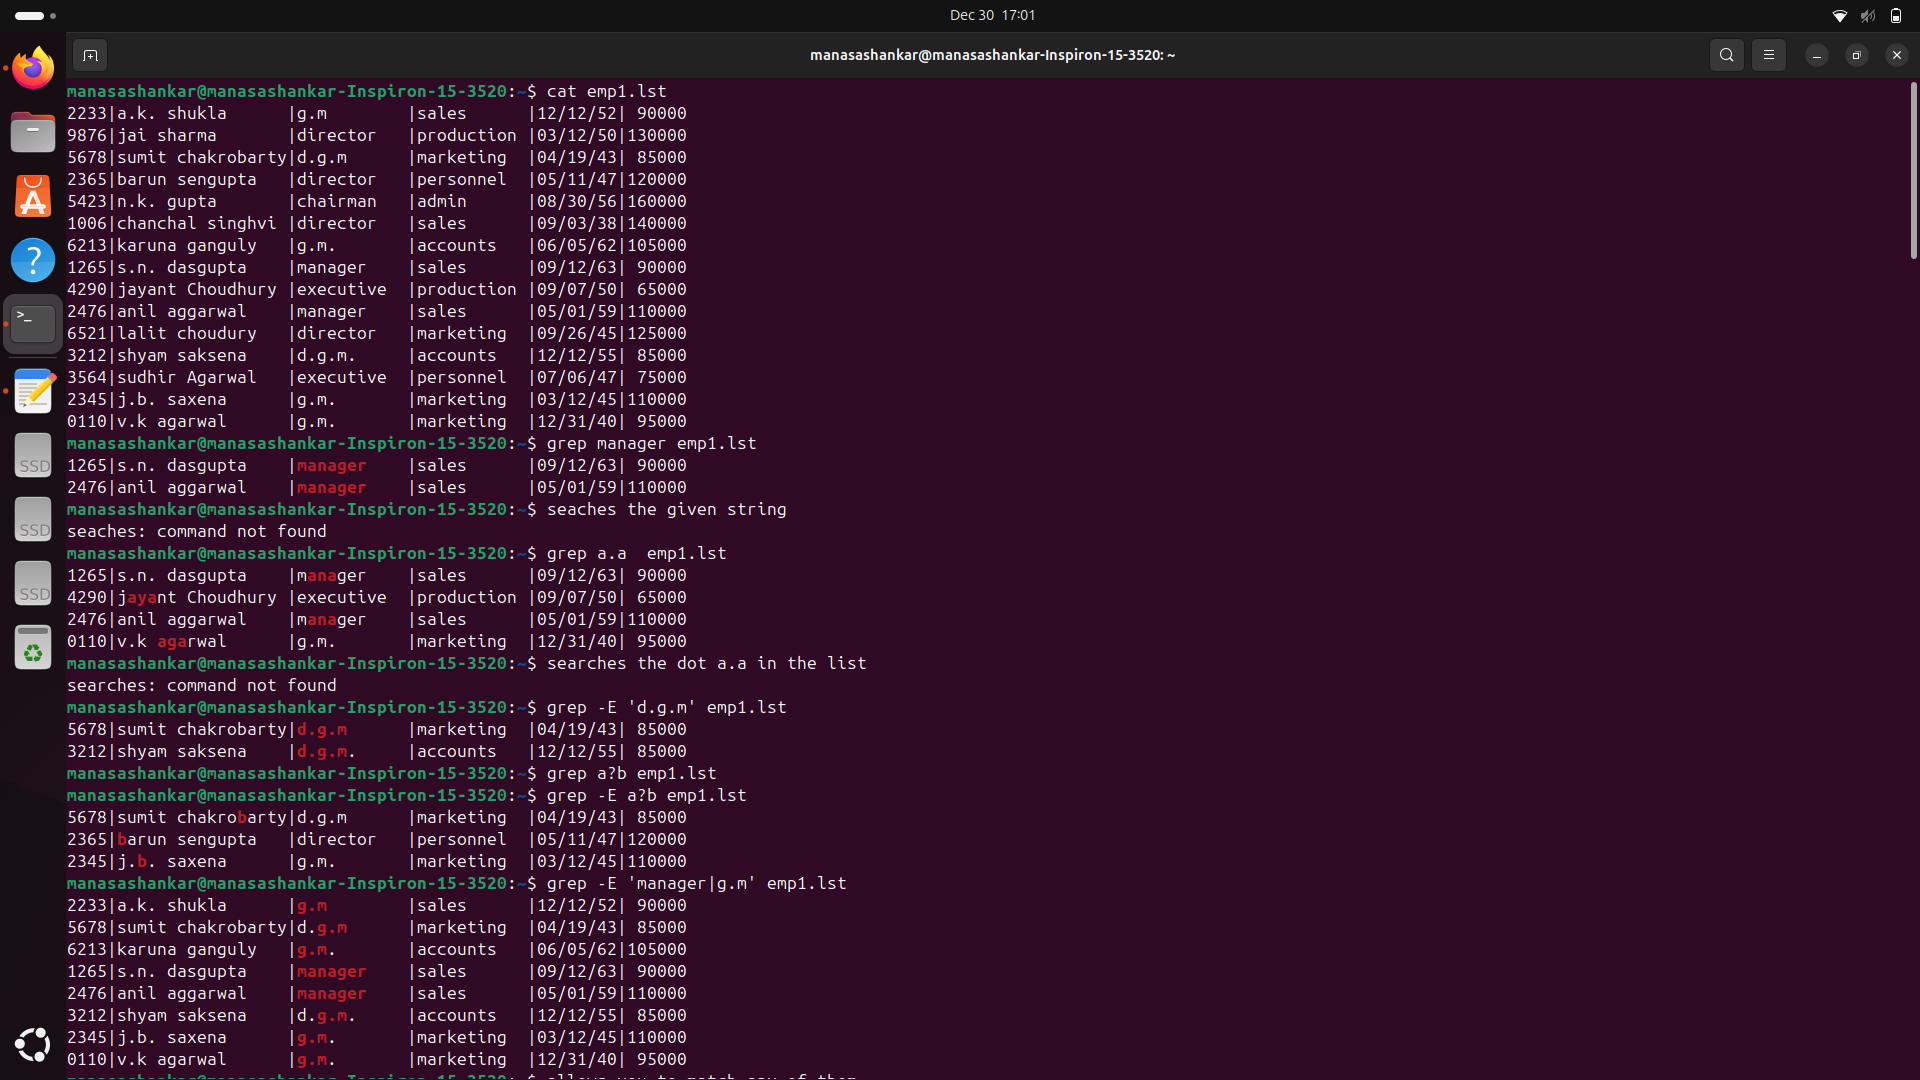 Dec 30 17:01
manasashankar@manasashankar-Inspiron-15-3520: ~
manasashankar@manasashankar-Inspiron-15-3520:~$ cat emp1.lst
2233|a.k. shukla      |g.m        |sales      |12/12/52| 90000
9876|jai sharma       |director   |production |03/12/50|130000
5678|sumit chakrobarty|d.g.m      |marketing  |04/19/43| 85000
2365|barun sengupta   |director   |personnel  |05/11/47|120000
5423|n.k. gupta       |chairman   |admin      |08/30/56|160000
1006|chanchal singhvi |director   |sales      |09/03/38|140000
6213|karuna ganguly   |g.m.       |accounts   |06/05/62|105000
1265|s.n. dasgupta    |manager    |sales      |09/12/63| 90000
4290|jayant Choudhury |executive  |production |09/07/50| 65000
2476|anil aggarwal    |manager    |sales      |05/01/59|110000
6521|lalit choudury   |director   |marketing  |09/26/45|125000
3212|shyam saksena    |d.g.m.     |accounts   |12/12/55| 85000
3564|sudhir Agarwal   |executive  |personnel  |07/06/47| 75000
2345|j.b. saxena      |g.m.       |marketing  |03/12/45|110000
0110|v.k agarwal      |g.m.       |marketing  |12/31/40| 95000
manasashankar@manasashankar-Inspiron-15-3520:~$ grep manager emp1.lst
1265|s.n. dasgupta    |manager    |sales      |09/12/63| 90000
2476|anil aggarwal    |manager    |sales      |05/01/59|110000
manasashankar@manasashankar-Inspiron-15-3520:~$ seaches the given string
seaches: command not found
manasashankar@manasashankar-Inspiron-15-3520:~$ grep a.a  emp1.lst
1265|s.n. dasgupta    |manager    |sales      |09/12/63| 90000
4290|jayant Choudhury |executive  |production |09/07/50| 65000
2476|anil aggarwal    |manager    |sales      |05/01/59|110000
0110|v.k agarwal      |g.m.       |marketing  |12/31/40| 95000
manasashankar@manasashankar-Inspiron-15-3520:~$ searches the dot a.a in the list
searches: command not found
manasashankar@manasashankar-Inspiron-15-3520:~$ grep -E 'd.g.m' emp1.lst
5678|sumit chakrobarty|d.g.m      |marketing  |04/19/43| 85000
3212|shyam saksena    |d.g.m.     |accounts   |12/12/55| 85000
manasashankar@manasashankar-Inspiron-15-3520:~$ grep a?b emp1.lst
manasashankar@manasashankar-Inspiron-15-3520:~$ grep -E a?b emp1.lst
5678|sumit chakrobarty|d.g.m      |marketing  |04/19/43| 85000
2365|barun sengupta   |director   |personnel  |05/11/47|120000
2345|j.b. saxena      |g.m.       |marketing  |03/12/45|110000
manasashankar@manasashankar-Inspiron-15-3520:~$ grep -E 'manager|g.m' emp1.lst
2233|a.k. shukla      |g.m        |sales      |12/12/52| 90000
5678|sumit chakrobarty|d.g.m      |marketing  |04/19/43| 85000
6213|karuna ganguly   |g.m.       |accounts   |06/05/62|105000
1265|s.n. dasgupta    |manager    |sales      |09/12/63| 90000
2476|anil aggarwal    |manager    |sales      |05/01/59|110000
3212|shyam saksena    |d.g.m.     |accounts   |12/12/55| 85000
2345|j.b. saxena      |g.m.       |marketing  |03/12/45|110000
0110|v.k agarwal      |g.m.       |marketing  |12/31/40| 95000
SSD
SSD
SSD